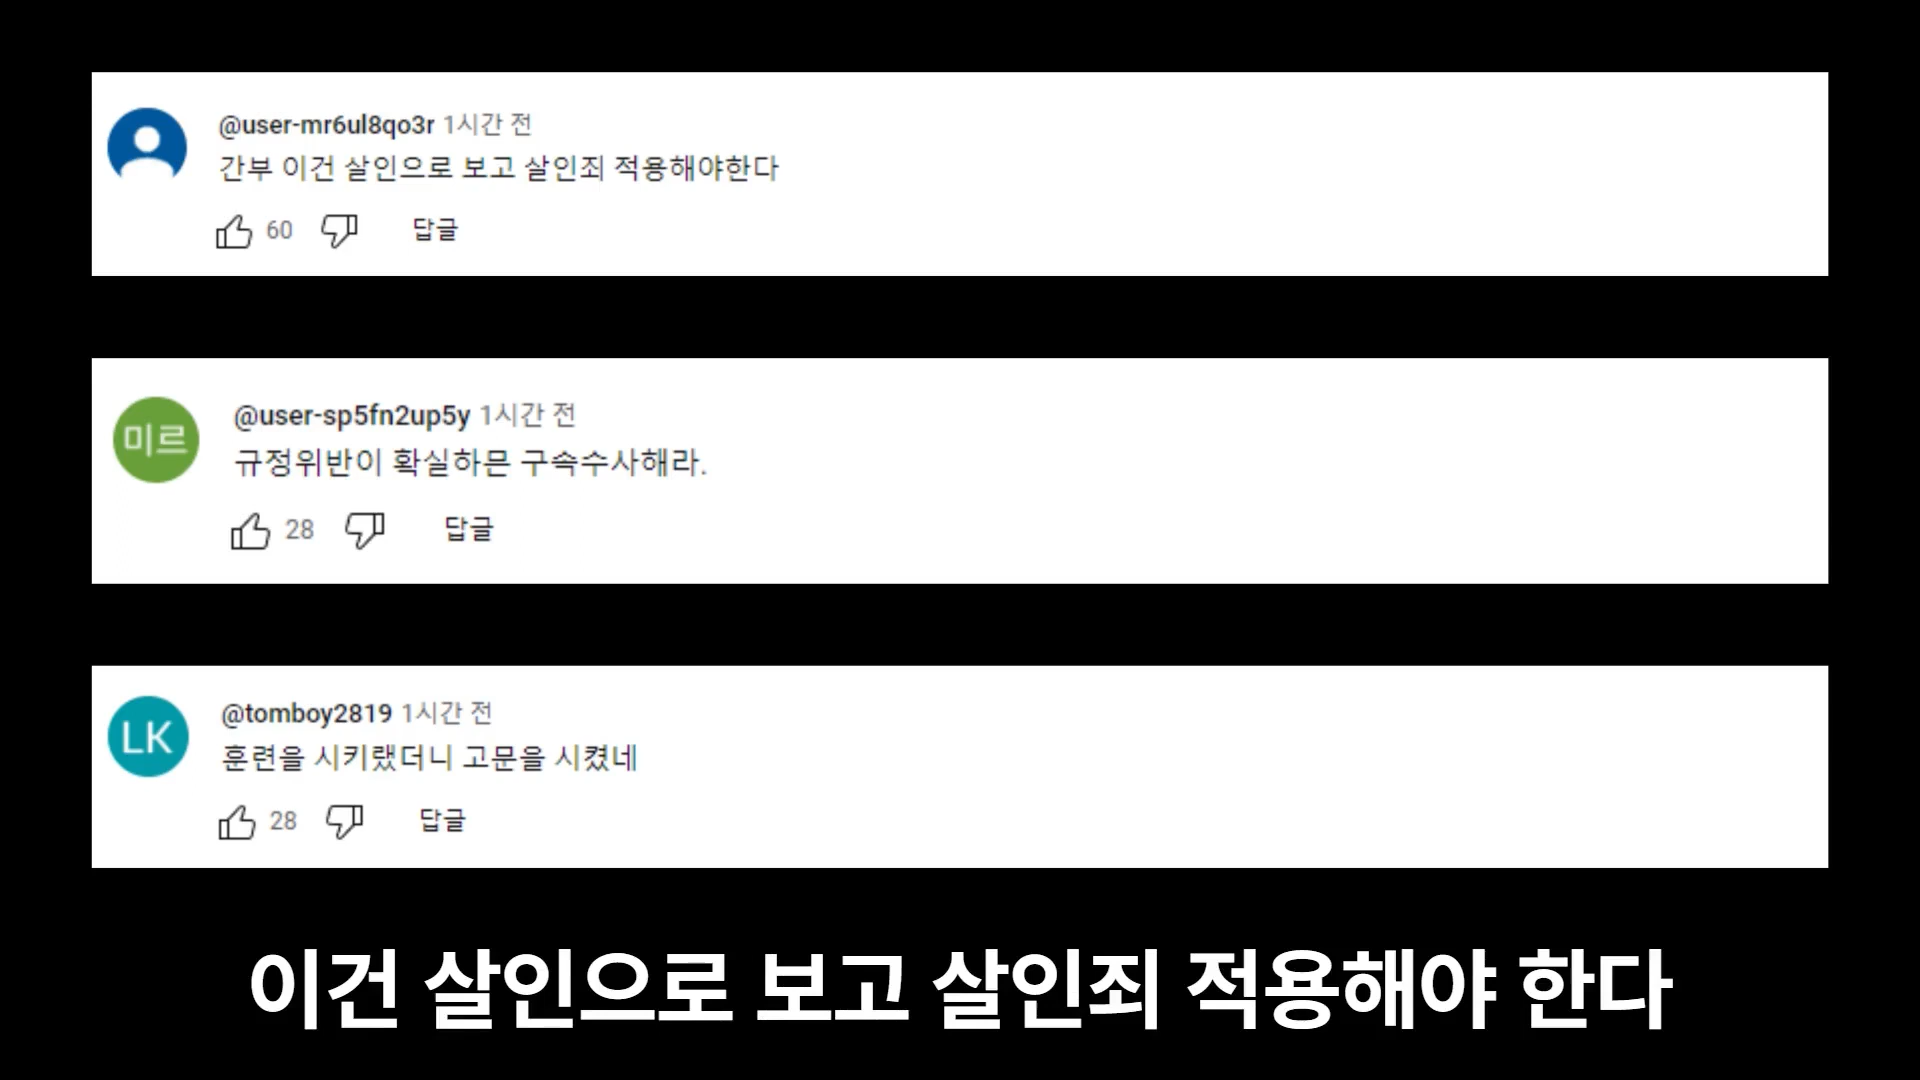 @user-mr6ul8qo3r 1시간 전
간부 이건 살인으로 보고 살인죄 적용해야한다
60 답글
미르
@user-sp5fn2up5y 1시간 전
규정위반이 확실하믄 구속수사해라.
28 답글
LK
@tomboy2819 1시간 전
훈련을 시키랬더니 고문을 시켰네
28 답글
이건 살인으로 보고 살인죄 적용해야 한다